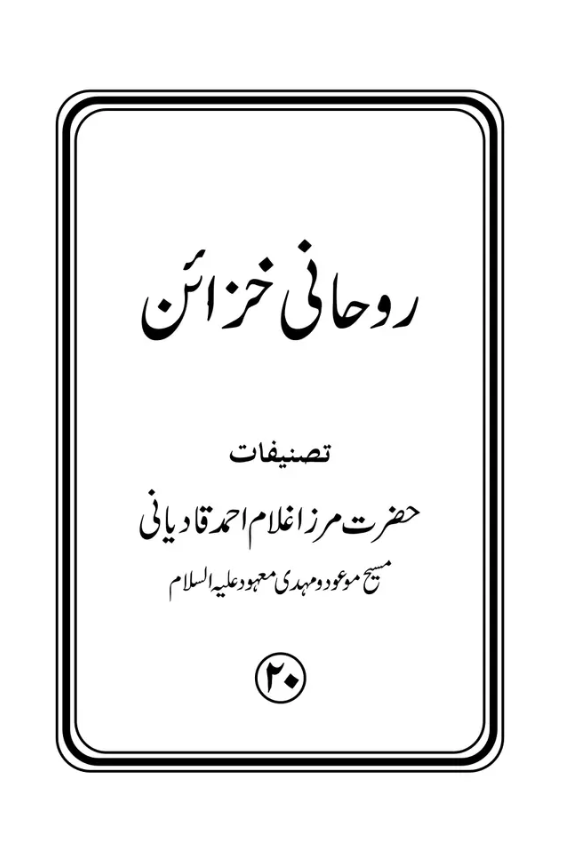 روحانی خزائن
تصنیفات
حضرت مرزا غلام احمد قادیانی
مسیح موعود و مہدی معہود علیہ السلام
۲۰